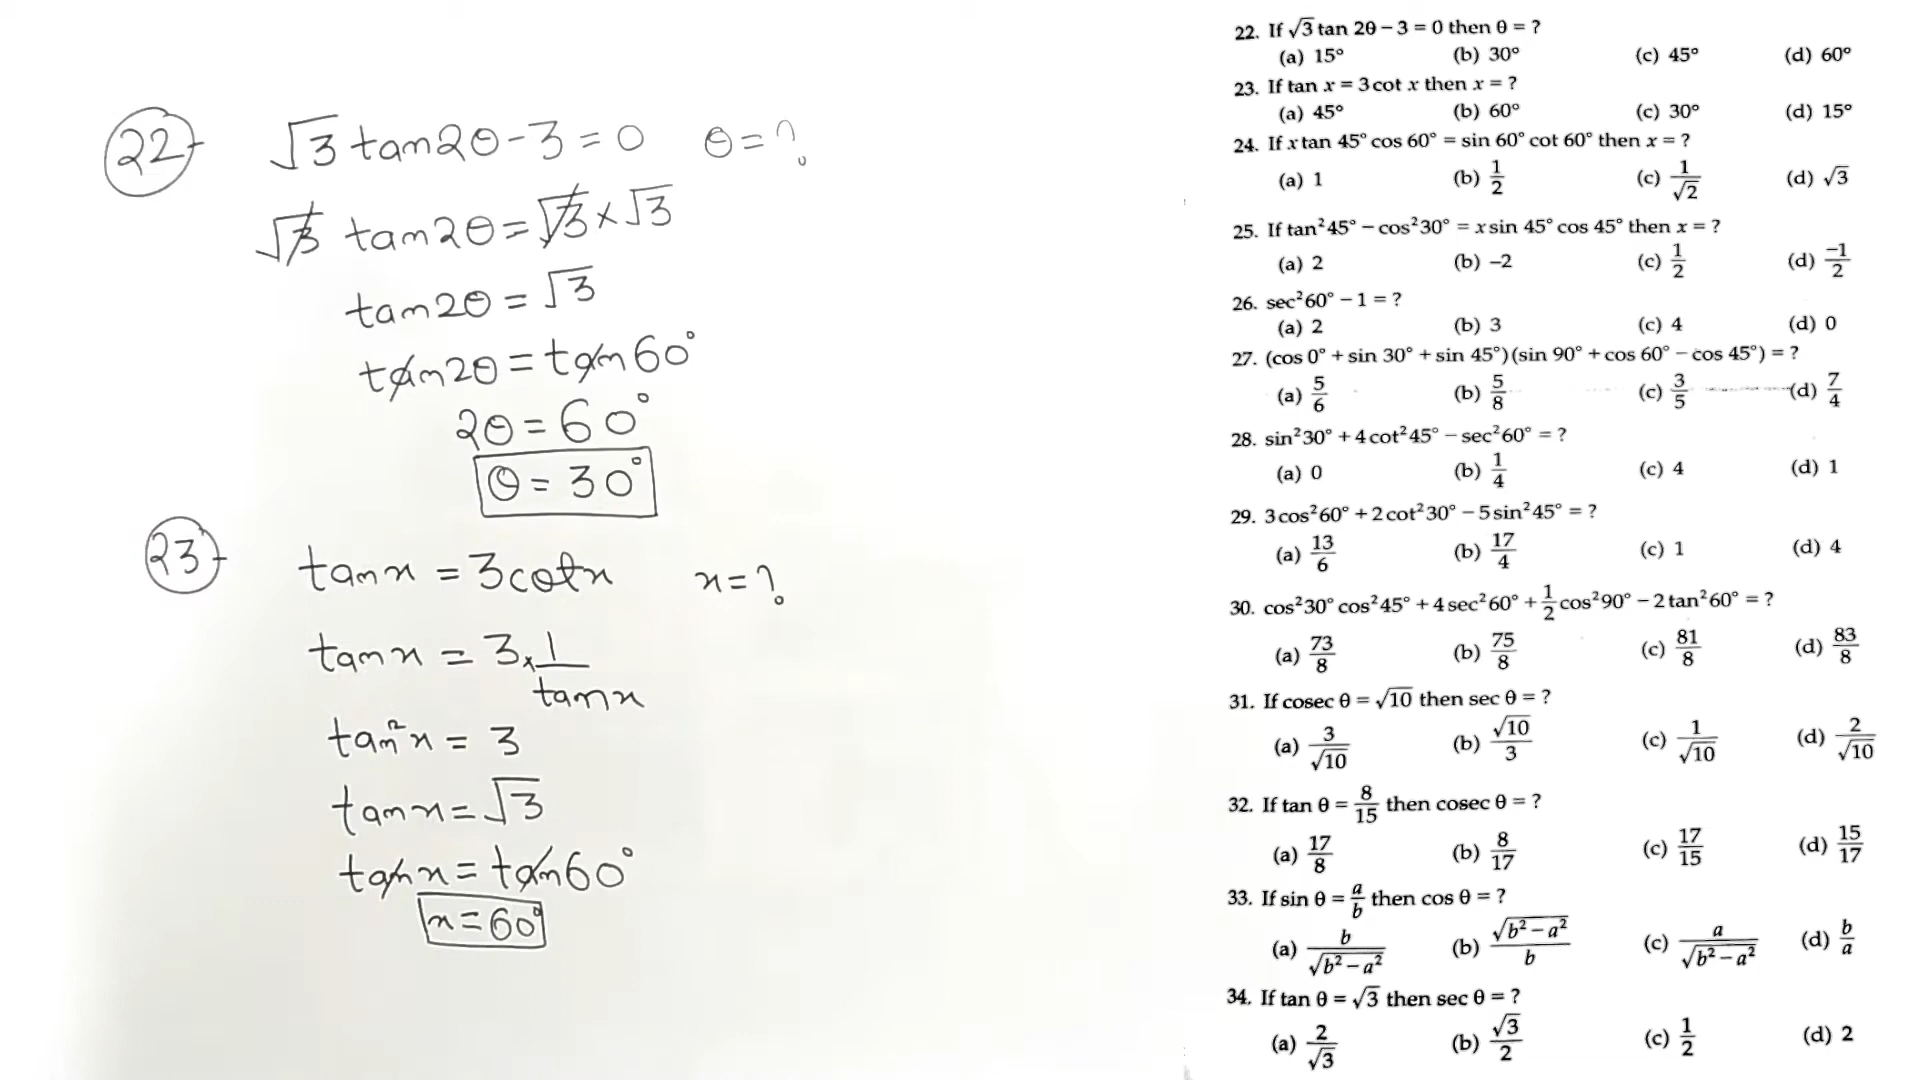 22 √3 tan2θ-3=0 θ=?
√3 tan2θ=√3×√3
tan2θ=√3
tan2θ=tan60°
2θ=60°
θ=30°
23 tanx=3cotx x=?
tanx = 3×1/tanx
tan²x = 3
tanx=√3
tanx=tan60°
x=60°
22. If √3 tan 2θ – 3 = 0 then θ = ?
(a) 15° (b) 30° (c) 45° (d) 60°
23. If tan x = 3 cot x then x = ?
(a) 45° (b) 60° (c) 30° (d) 15°
24. If x tan 45° cos 60° = sin 60° cot 60° then x = ?
(a) 1 (b) 1/2 (c) 1/√2 (d) √3
25. If tan²45° – cos²30° = x sin 45° cos 45° then x = ?
(a) 2 (b) –2 (c) 1/2 (d) –1/2
26. sec²60° – 1 = ?
(a) 2 (b) 3 (c) 4 (d) 0
27. (cos 0° + sin 30° + sin 45°)(sin 90° + cos 60° – cos 45°) = ?
(a) 5/6 (b) 5/8 (c) 3/5 (d) 7/4
28. sin²30° + 4 cot²45° – sec²60° = ?
(a) 0 (b) 1/4 (c) 4 (d) 1
29. 3 cos²60° + 2 cot²30° – 5 sin²45° = ?
(a) 13/6 (b) 17/4 (c) 1 (d) 4
30. cos²30° cos²45° + 4 sec²60° + 1/2 cos²90° – 2 tan²60° = ?
(a) 73/8 (b) 75/8 (c) 81/8 (d) 83/8
31. If cosec θ = √10 then sec θ = ?
(a) 3/√10 (b) √10/3 (c) 1/√10 (d) 2/√10
32. If tan θ = 8/15 then cosec θ = ?
(a) 17/8 (b) 8/17 (c) 17/15 (d) 15/17
33. If sin θ = a/b then cos θ = ?
(a) b/√(b² – a²) (b) √(b² – a²)/b (c) a/√(b² – a²) (d) b/a
34. If tan θ = √3 then sec θ = ?
(a) 2/√3 (b) √3/2 (c) 1/2 (d) 2